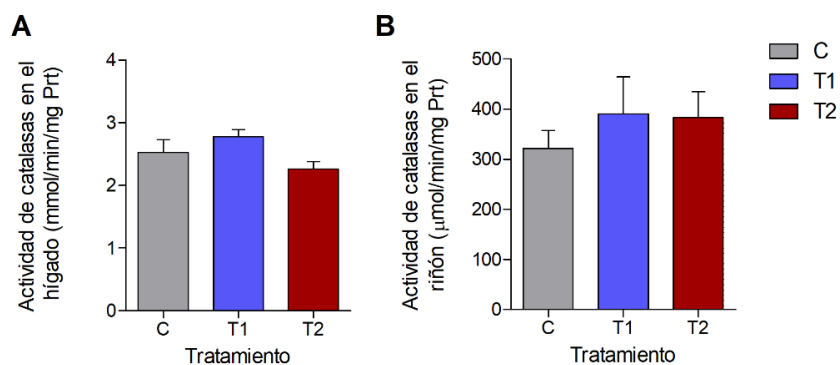 A
Actividad de catalasas en el
hígado (mmol/min/mg Prt)
4
3
2
1
0
C
T1
T2
Tratamiento
B
Actividad de catalasas en el
riñón (µmol/min/mg Prt)
500
400
300
200
100
0
C
T1
T2
Tratamiento
C
T1
T2